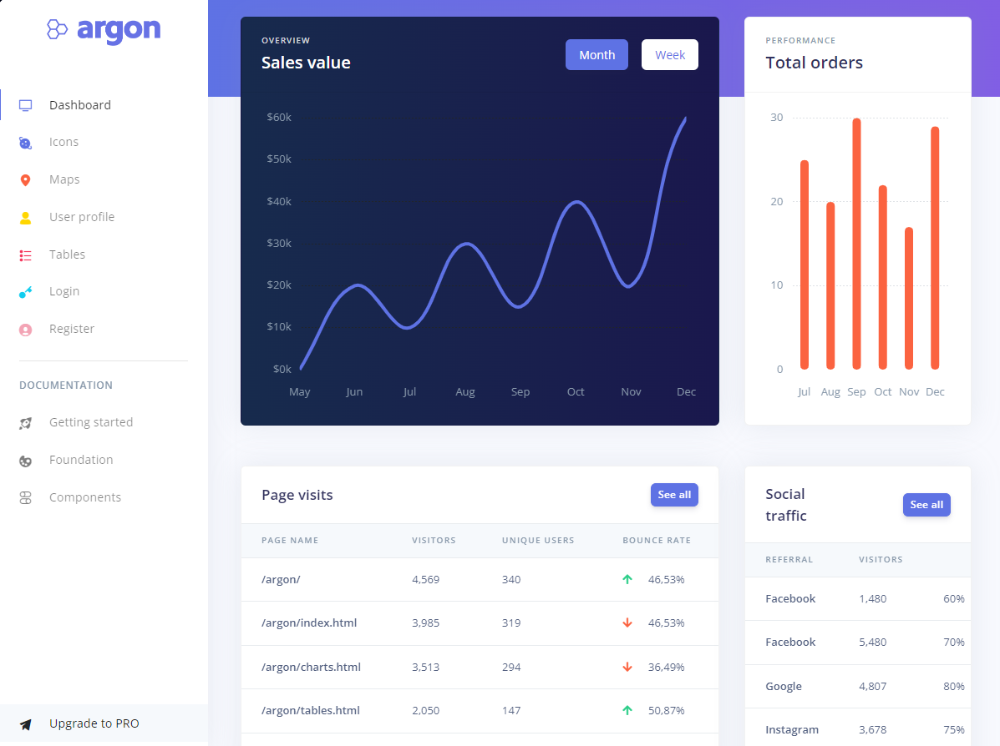 argon
Dashboard
Icons
Maps
User profile
Tables
Login
Register
DOCUMENTATION
Getting started
Foundation
Components
Upgrade to PRO
OVERVIEW
Sales value
Month
Week
$60k
$50k
$40k
$30k
$20k
$10k
$0k
May Jun Jul Aug Sep Oct Nov Dec
PERFORMANCE
Total orders
30
20
10
0
Jul Aug Sep Oct Nov Dec
Page visits
See all
PAGE NAME VISITORS UNIQUE USERS BOUNCE RATE
/argon/ 4,569 340 46,53%
/argon/index.html 3,985 319 46,53%
/argon/charts.html 3,513 294 36,49%
/argon/tables.html 2,050 147 50,87%
Social
traffic
See all
REFERRAL VISITORS
Facebook 1,480 60%
Facebook 5,480 70%
Google 4,807 80%
Instagram 3,678 75%